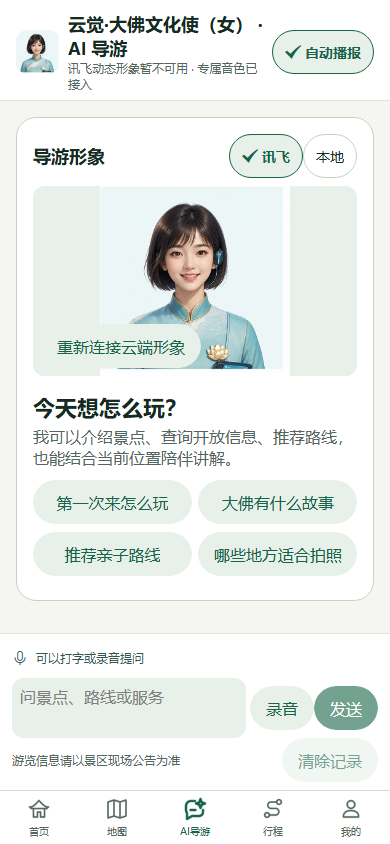 云觉·大佛文化使（女） ·
AI 导游
讯飞动态形象暂不可用 · 专属音色已
接入
自动播报
导游形象
讯飞
本地
重新连接云端形象
今天想怎么玩?
我可以介绍景点、查询开放信息、推荐路线，
也能结合当前位置陪伴讲解。
第一次来怎么玩
大佛有什么故事
推荐亲子路线
哪些地方适合拍照
可以打字或录音提问
问景点、路线或服务
录音
发送
游览信息请以景区现场公告为准
清除记录
首页
地图
AI导游
行程
我的